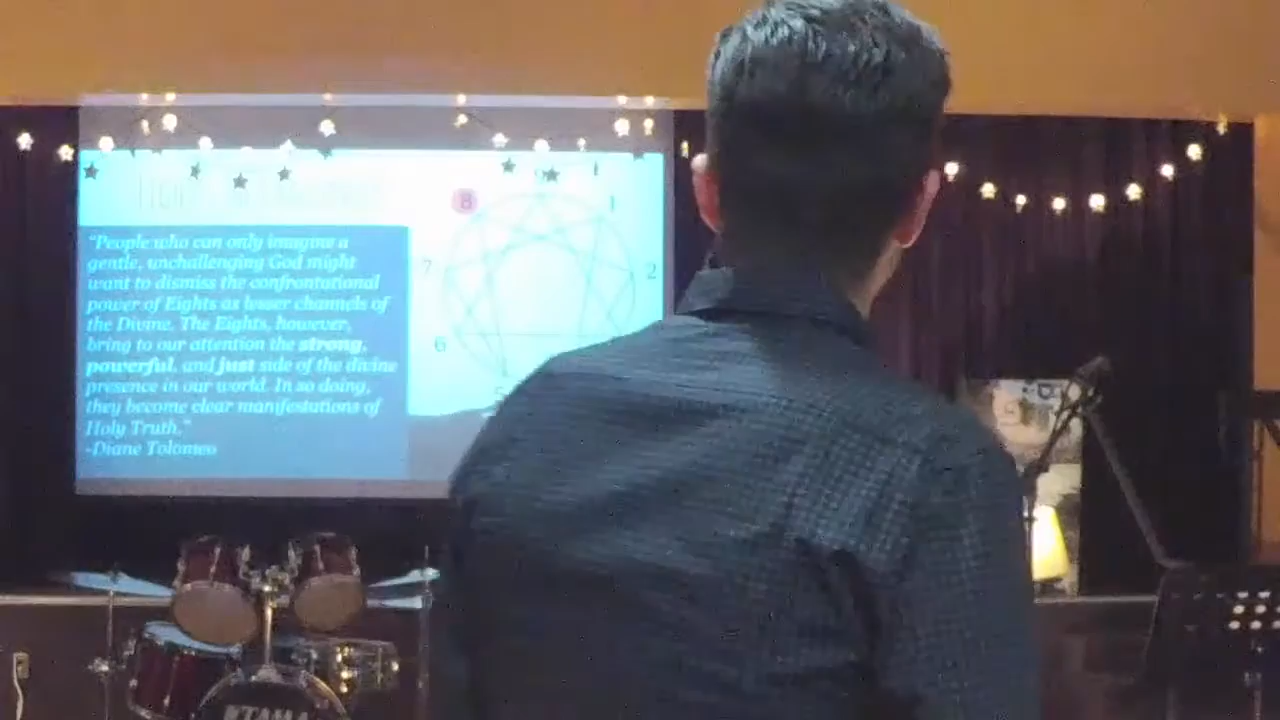 8
1
"People who can only imagine a
gentle, unchallenging God might
want to dismiss the confrontational
power of Eights as lesser channels of
the Divine. The Eights, however,
bring to our attention the strong,
powerful, and just side of the divine
presence in our world. In so doing,
they become clear manifestations of
Holy Truth."
-Diane Tolomeo
7
2
6
5
TAMA